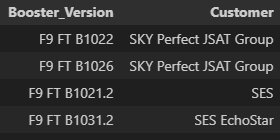 Booster_Version Customer
F9 FT B1022 SKY Perfect JSAT Group
F9 FT B1026 SKY Perfect JSAT Group
F9 FT B1021.2 SES
F9 FT B1031.2 SES EchoStar